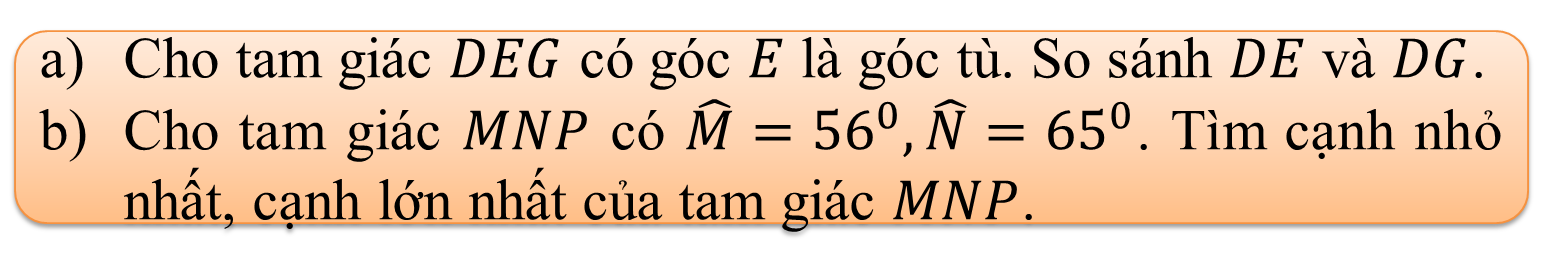 a) Cho tam giác DEG có góc E là góc tù. So sánh DE và DG.
b) Cho tam giác MNP có M̂ = 56⁰, N̂ = 65⁰. Tìm cạnh nhỏ
nhất, cạnh lớn nhất của tam giác MNP.